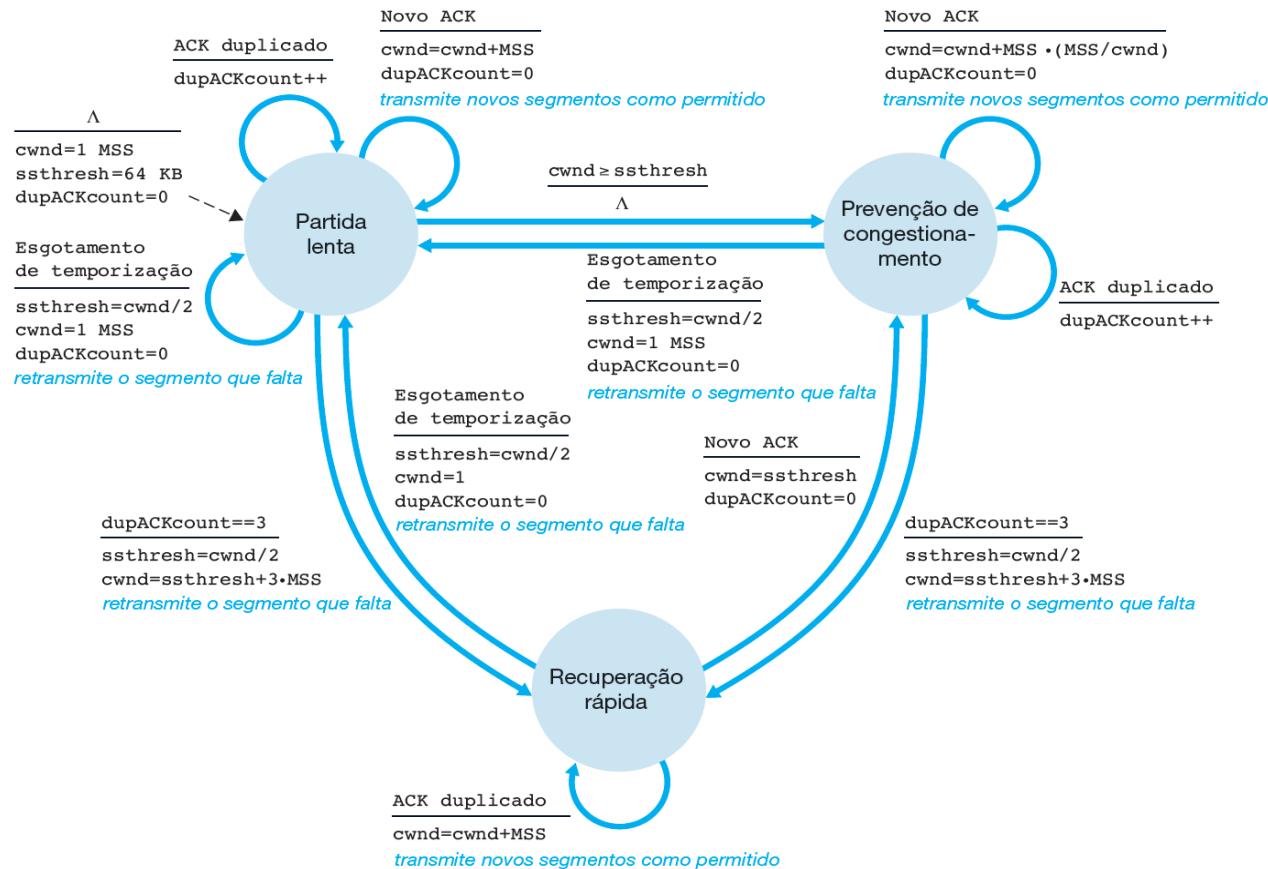 Novo ACK
cwnd=cwnd+MSS
dupACKcount=0
transmite novos segmentos como permitido
Novo ACK
cwnd=cwnd+MSS •(MSS/cwnd)
dupACKcount=0
transmite novos segmentos como permitido
ACK duplicado
dupACKcount++
Λ
cwnd=1 MSS
ssthresh=64 KB
dupACKcount=0
Partida
lenta
cwnd≥ssthresh
Λ
Prevenção de
congestiona-
mento
Esgotamento
de temporização
ssthresh=cwnd/2
cwnd=1 MSS
dupACKcount=0
retransmite o segmento que falta
Esgotamento
de temporização
ssthresh=cwnd/2
cwnd=1 MSS
dupACKcount=0
retransmite o segmento que falta
ACK duplicado
dupACKcount++
Esgotamento
de temporização
ssthresh=cwnd/2
cwnd=1
dupACKcount=0
retransmite o segmento que falta
Novo ACK
cwnd=ssthresh
dupACKcount=0
dupACKcount==3
ssthresh=cwnd/2
cwnd=ssthresh+3•MSS
retransmite o segmento que falta
dupACKcount==3
ssthresh=cwnd/2
cwnd=ssthresh+3•MSS
retransmite o segmento que falta
Recuperação
rápida
ACK duplicado
cwnd=cwnd+MSS
transmite novos segmentos como permitido